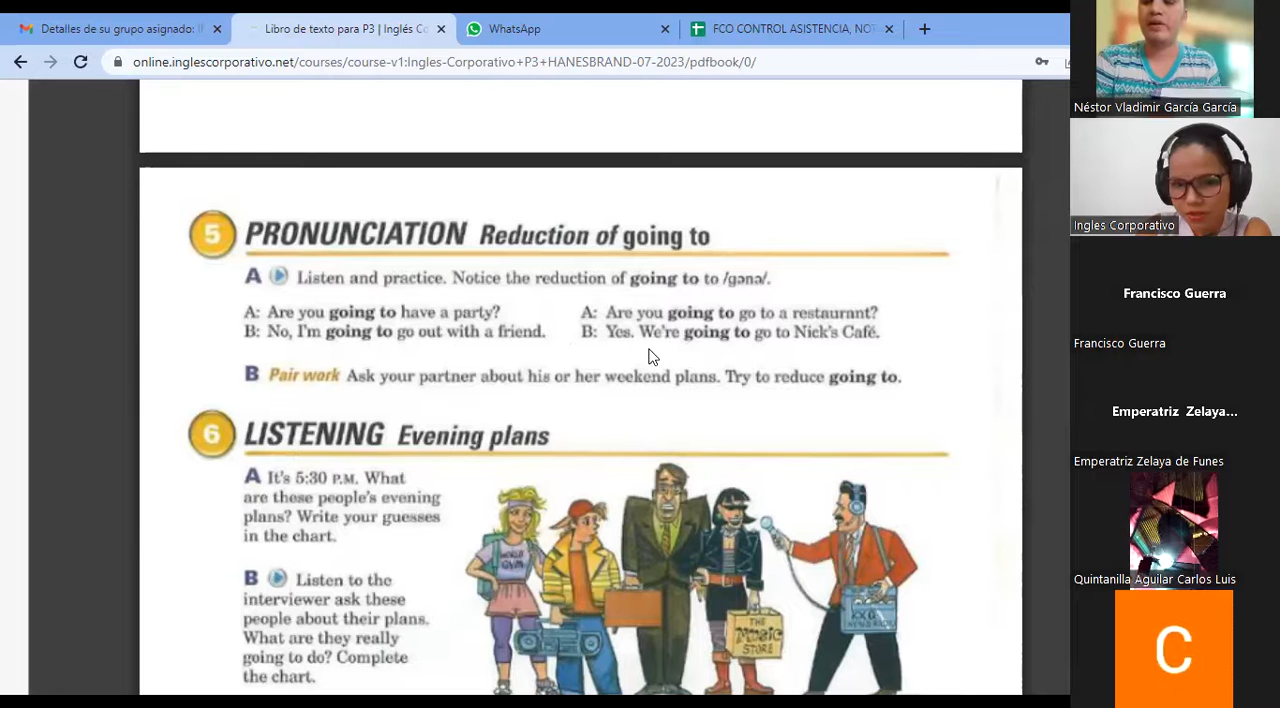 Detalles de su grupo asignado: I
Libro de texto para P3 | Inglés Co
WhatsApp
FCO CONTROL ASISTENCIA, NOT
online.inglescorporativo.net/courses/course-v1:Ingles-Corporativo+P3+HANESBRAND-07-2023/pdfbook/0/
5 PRONUNCIATION Reduction of going to
A Listen and practice. Notice the reduction of going to to /gənə/.
A: Are you going to have a party?
B: No, I'm going to go out with a friend.
A: Are you going to go to a restaurant?
B: Yes. We're going to go to Nick's Café.
B Pair work Ask your partner about his or her weekend plans. Try to reduce going to.
6 LISTENING Evening plans
A It's 5:30 P.M. What
are these people's evening
plans? Write your guesses
in the chart.
B Listen to the
interviewer ask these
people about their plans.
What are they really
going to do? Complete
the chart.
WORLD
GYM
THE
Music
STORE
Néstor Vladimir García García
Ingles Corporativo
Francisco Guerra
Francisco Guerra
Emperatriz Zelaya...
Emperatriz Zelaya de Funes
Quintanilla Aguilar Carlos Luis
C